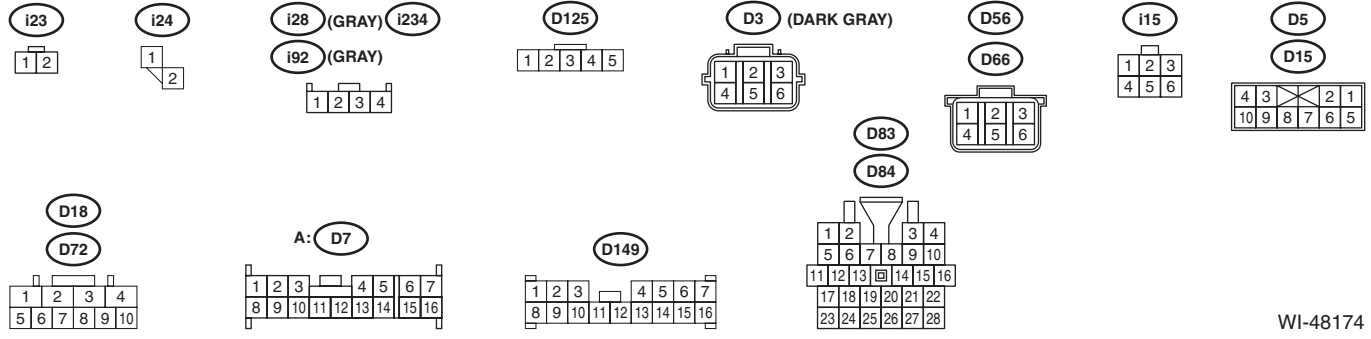 i23
1 2
i24
1
2
i28 (GRAY) i234
i92 (GRAY)
1 2 3 4
D125
1 2 3 4 5
D3 (DARK GRAY)
1 2 3
4 5 6
D56
D66
1 2 3
4 5 6
i15
1 2 3
4 5 6
D5
D15
4 3 2 1
10 9 8 7 6 5
D18
D72
1 2 3 4
5 6 7 8 9 10
A: D7
1 2 3 4 5 6 7
8 9 10 11 12 13 14 15 16
D149
1 2 3 4 5 6 7
8 9 10 11 12 13 14 15 16
D83
D84
1 2 3 4
5 6 7 8 9 10
11 12 13 14 15 16
17 18 19 20 21 22
23 24 25 26 27 28
WI-48174